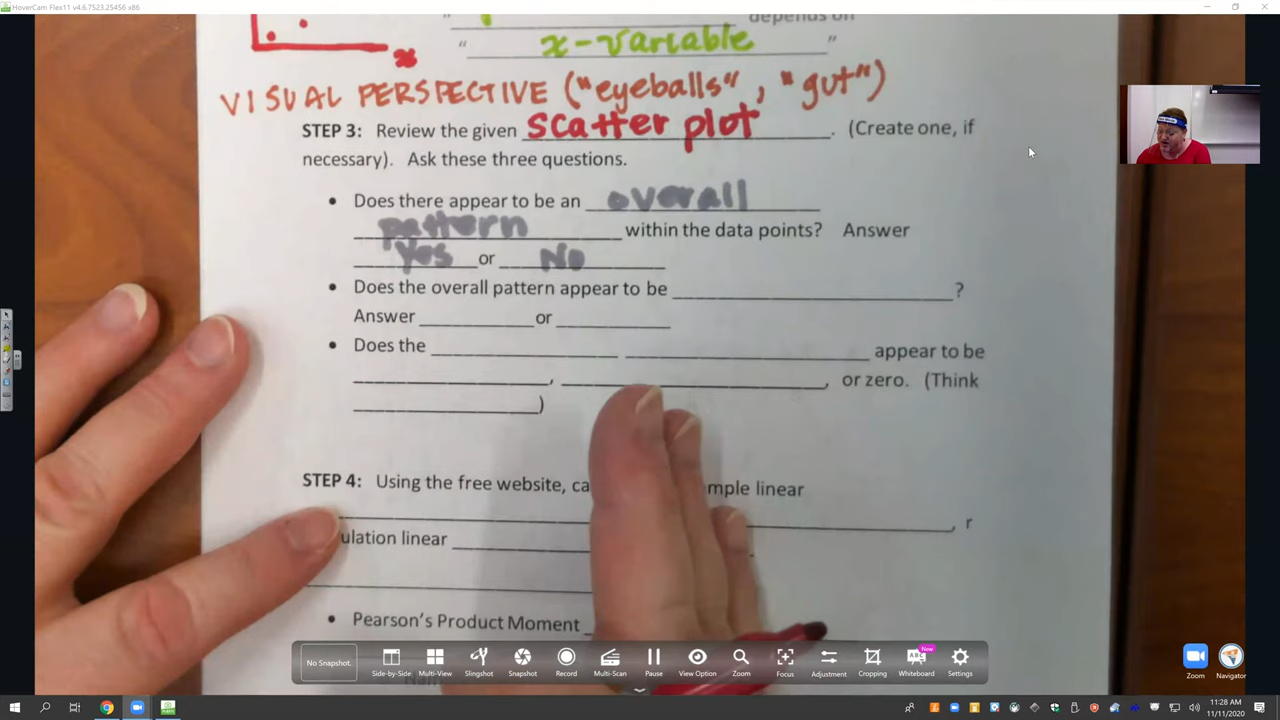 HoverCam Flex11 v4.6.7523.25456 x86
depends on
" x-variable "
x
VISUAL PERSPECTIVE ("eyeballs", "gut")
STEP 3: Review the given scatter plot. (Create one, if
necessary). Ask these three questions.
• Does there appear to be an overall
pattern within the data points? Answer
Yes or No
• Does the overall pattern appear to be ?
Answer or
• Does the appear to be
, , or zero. (Think
)
STEP 4: Using the free website, ca mple linear
, r
ulation linear
• Pearson's Product Moment
No Snapshot.
Side-by-Side Multi-View Slingshot Snapshot Record Multi-Scan Pause View Option Zoom Focus Adjustment Cropping Whiteboard Settings
New
ABC
Zoom Navigator
11:28 AM
11/11/2020